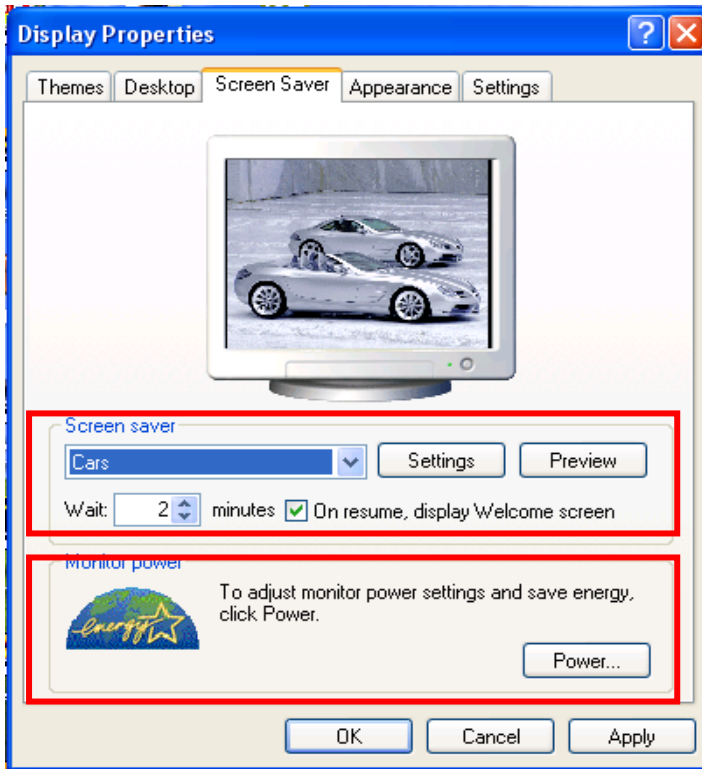 Display Properties
?
Themes Desktop Screen Saver Appearance Settings
Screen saver
Cars Settings Preview
Wait: 2 minutes On resume, display Welcome screen
Monitor power
energy
To adjust monitor power settings and save energy,
click Power.
Power...
OK Cancel Apply